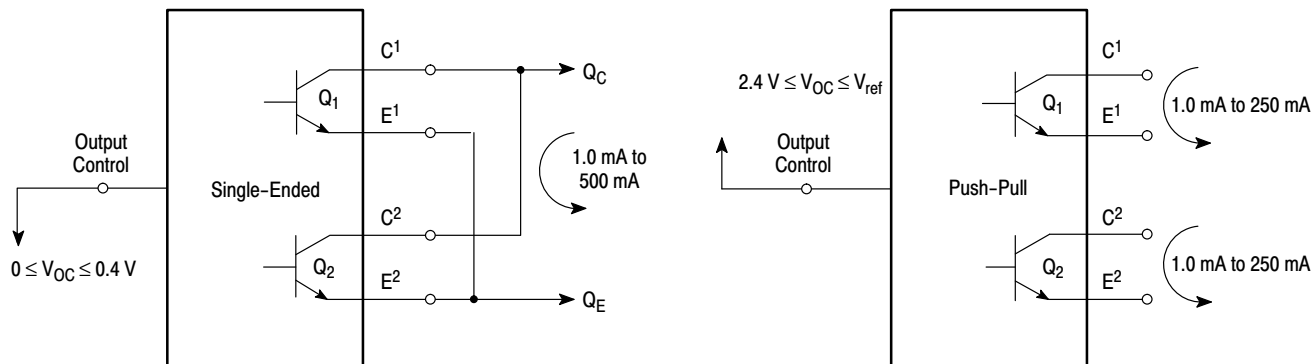 C1
Q1
E1
QC
Output
Control
Single-Ended
1.0 mA to
500 mA
C2
Q2
E2
QE
0 ≤ VOC ≤ 0.4 V
2.4 V ≤ VOC ≤ Vref
Output
Control
Push-Pull
C1
Q1
E1
1.0 mA to 250 mA
C2
Q2
E2
1.0 mA to 250 mA